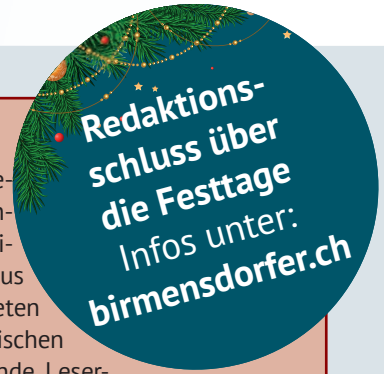 Redaktions-
schluss über
die Festtage
Infos unter:
birmensdorfer.ch